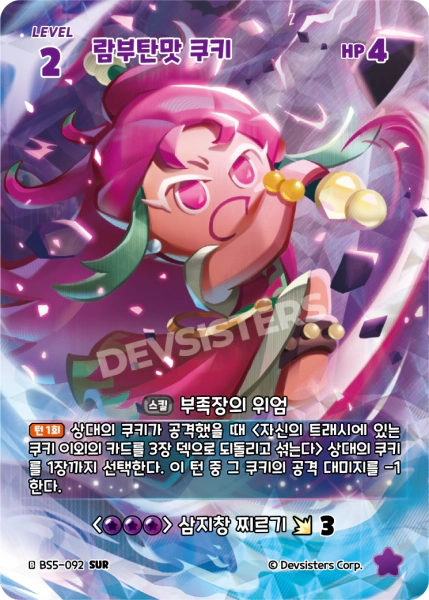 LEVEL 2 람부탄맛 쿠키 HP 4
DEVSISTERS
스킬 부족장의 위엄
턴 1회 상대의 쿠키가 공격했을 때 <자신의 트래시에 있는
쿠키 이외의 카드를 3장 덱으로 되돌리고 섞는다> 상대의 쿠키
를 1장까지 선택한다. 이 턴 중 그 쿠키의 공격 대미지를 -1
한다.
<★★★> 삼지창 찌르기 3
B BS5-092 SUR © Devsisters Corp.